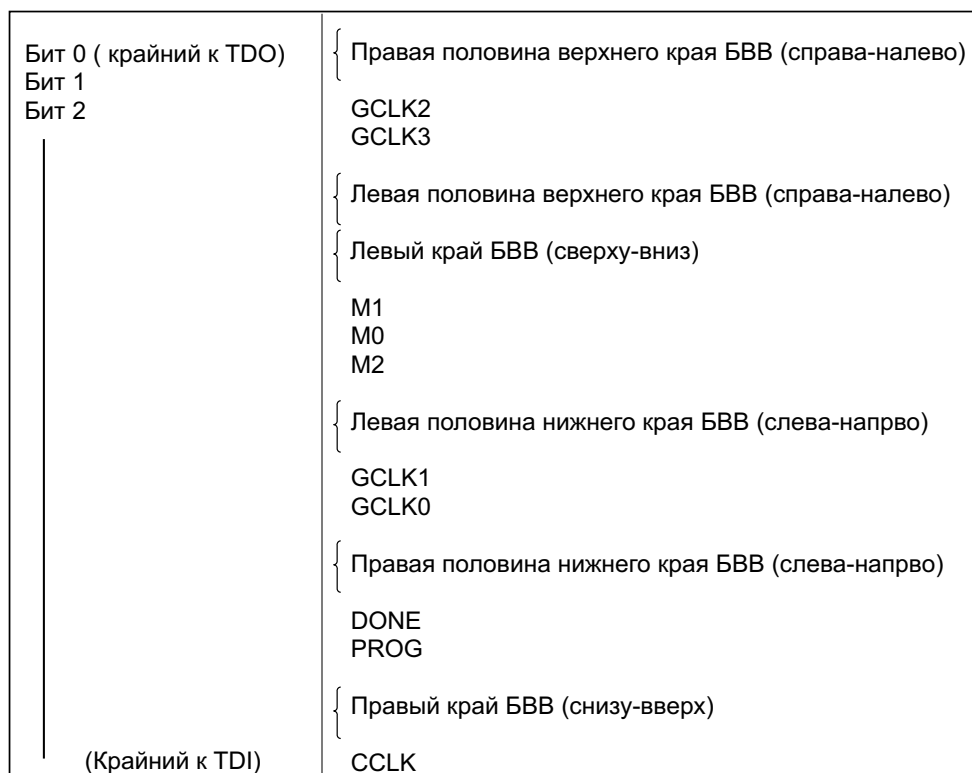 Бит 0 ( крайний к TDO)
Бит 1
Бит 2
(Крайний к TDI)
Правая половина верхнего края БВВ (справа-налево)
GCLK2
GCLK3
Левая половина верхнего края БВВ (справа-налево)
Левый край БВВ (сверху-вниз)
M1
M0
M2
Левая половина нижнего края БВВ (слева-напрво)
GCLK1
GCLK0
Правая половина нижнего края БВВ (слева-напрво)
DONE
PROG
Правый край БВВ (снизу-вверх)
CCLK